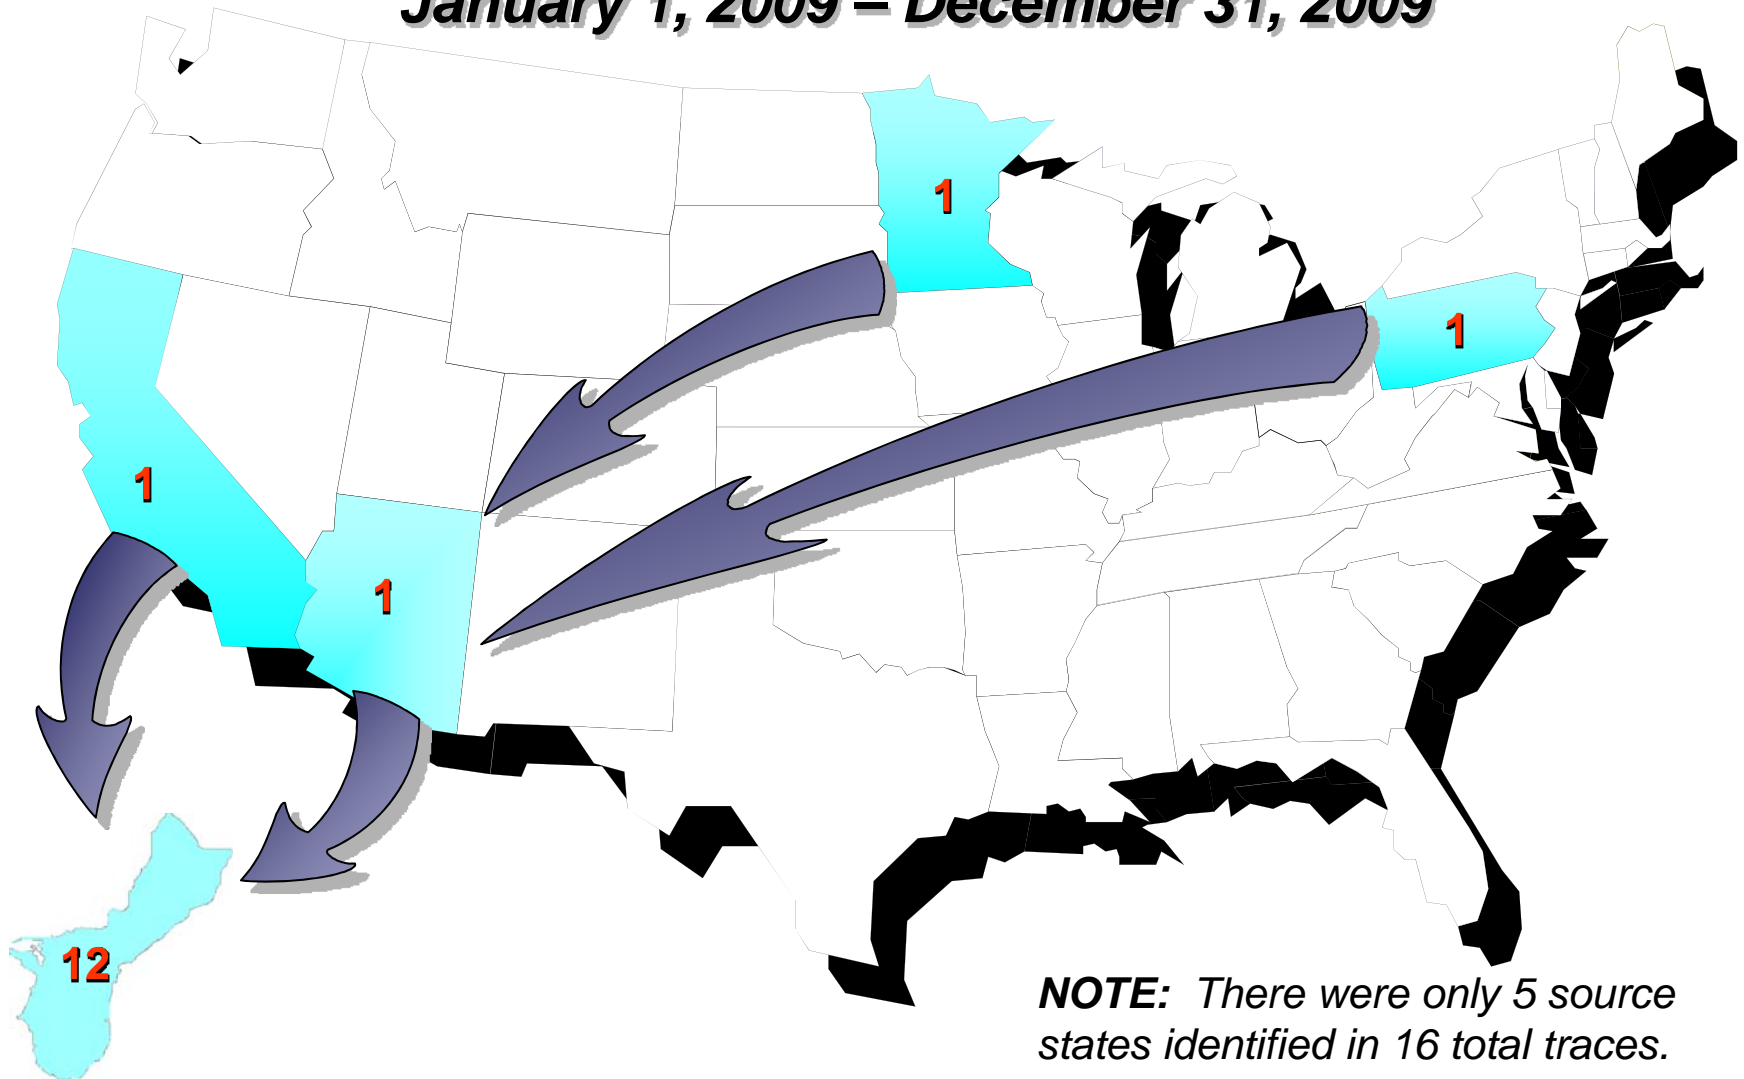 January 1, 2009 – December 31, 2009
1
1
1
1
12
NOTE: There were only 5 source
states identified in 16 total traces.